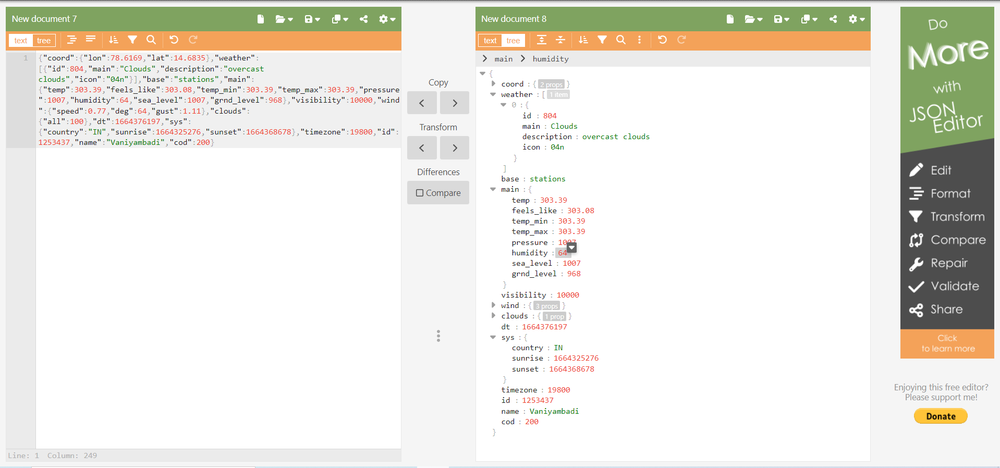 New document 7
text tree
1
{"coord":{"lon":78.6169,"lat":14.6835},"weather":
[{"id":804,"main":"Clouds","description":"overcast
clouds","icon":"04n"}],"base":"stations","main":
{"temp":303.39,"feels_like":303.08,"temp_min":303.39,"temp_max":303.39,"pressure
":1007,"humidity":64,"sea_level":1007,"grnd_level":968},"visibility":10000,"wind
":{"speed":0.77,"deg":64,"gust":1.11},"clouds":
{"all":100},"dt":1664376197,"sys":
{"country":"IN","sunrise":1664325276,"sunset":1664368678},"timezone":19800,"id":
1253437,"name":"Vaniyambadi","cod":200}
Line: 1 Column: 249
Copy
Transform
Differences
Compare
New document 8
text tree
main humidity
{
coord : { 2 props }
weather : [ 1 item
0 : {
id : 804
main : Clouds
description : overcast clouds
icon : 04n
}
]
base : stations
main : {
temp : 303.39
feels_like : 303.08
temp_min : 303.39
temp_max : 303.39
pressure : 1007
humidity : 64
sea_level : 1007
grnd_level : 968
}
visibility : 10000
wind : { 3 props }
clouds : { 1 prop }
dt : 1664376197
sys : {
country : IN
sunrise : 1664325276
sunset : 1664368678
}
timezone : 19800
id : 1253437
name : Vaniyambadi
cod : 200
}
Do
More
with
JSON
Editor
Edit
Format
Transform
Compare
Repair
Validate
Share
Click
to learn more
Enjoying this free editor?
Please support me!
Donate